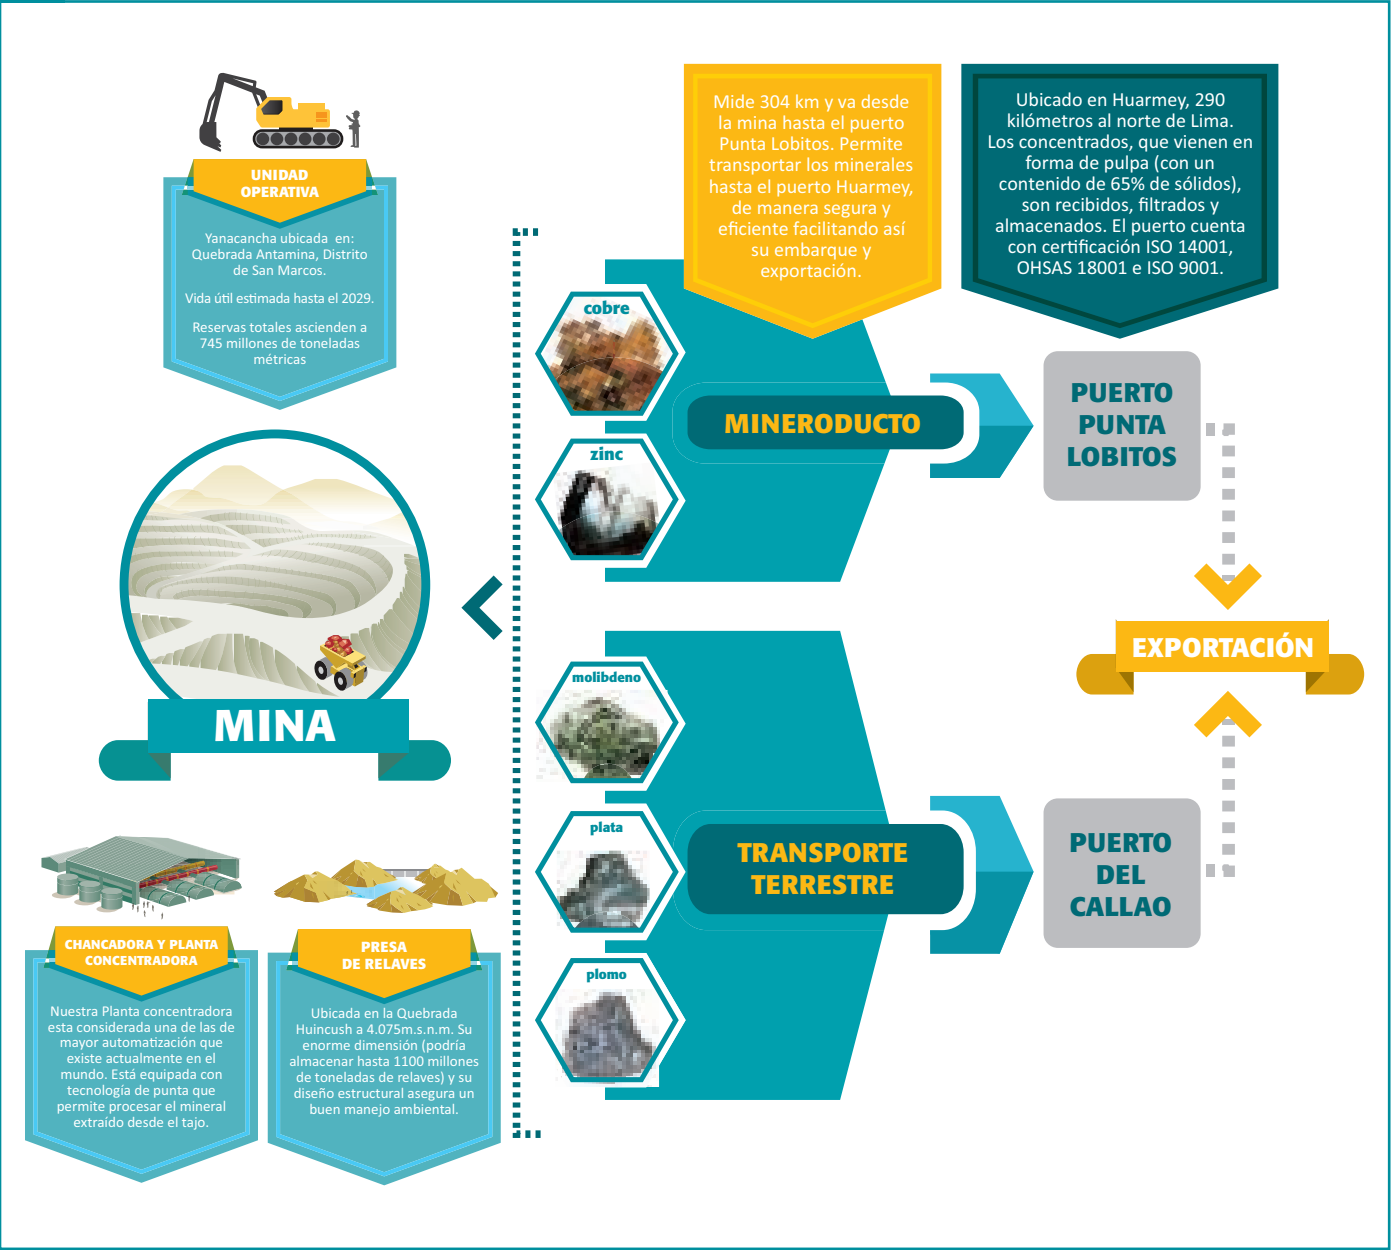 UNIDAD
OPERATIVA
Yanacancha ubicada en:
Quebrada Antamina, Distrito
de San Marcos.
Vida útil estimada hasta el 2029.
Reservas totales ascienden a
745 millones de toneladas
métricas
MINA
CHANCADORA Y PLANTA
CONCENTRADORA
Nuestra Planta concentradora
esta considerada una de las de
mayor automatización que
existe actualmente en el
mundo. Está equipada con
tecnología de punta que
permite procesar el mineral
extraído desde el tajo.
PRESA
DE RELAVES
Ubicada en la Quebrada
Huincush a 4.075m.s.n.m. Su
enorme dimensión (podría
almacenar hasta 1100 millones
de toneladas de relaves) y su
diseño estructural asegura un
buen manejo ambiental.
cobre
zinc
Mide 304 km y va desde
la mina hasta el puerto
Punta Lobitos. Permite
transportar los minerales
hasta el puerto Huarmey,
de manera segura y
eficiente facilitando así
su embarque y
exportación.
MINERODUCTO
Ubicado en Huarmey, 290
kilómetros al norte de Lima.
Los concentrados, que vienen en
forma de pulpa (con un
contenido de 65% de sólidos),
son recibidos, filtrados y
almacenados. El puerto cuenta
con certificación ISO 14001,
OHSAS 18001 e ISO 9001.
PUERTO
PUNTA
LOBITOS
molibdeno
plata
plomo
TRANSPORTE
TERRESTRE
PUERTO
DEL
CALLAO
EXPORTACIÓN